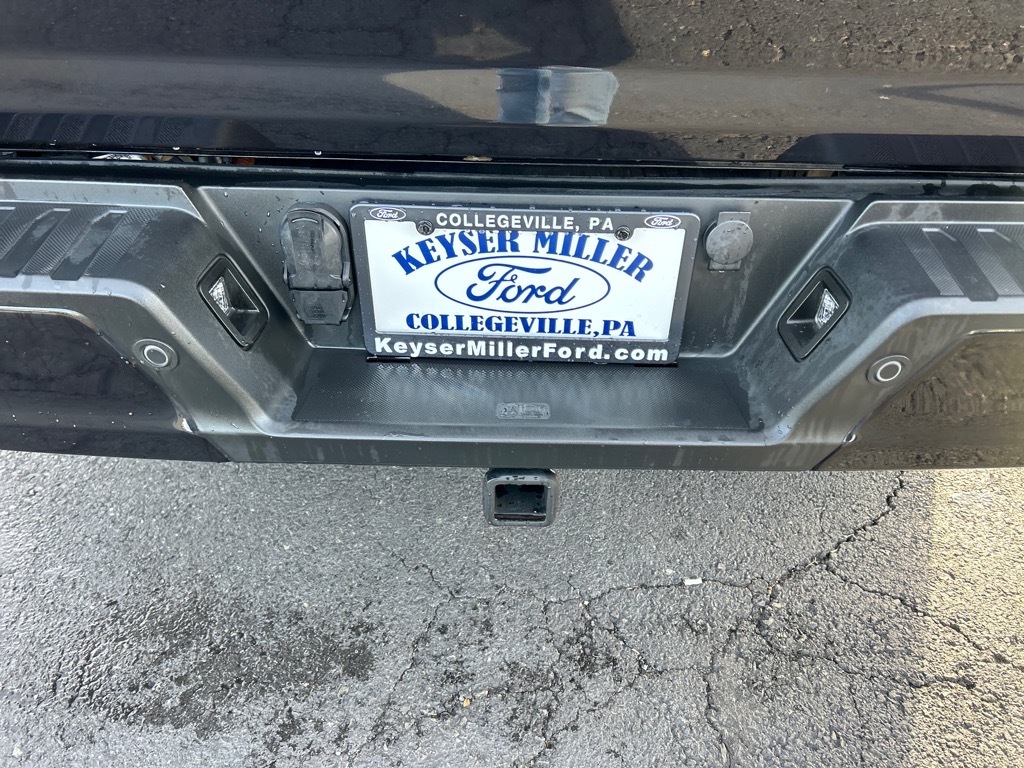 Ford COLLEGEVILLE, PA Ford
KEYSER MILLER
Ford
COLLEGEVILLE, PA
KeyserMillerFord.com